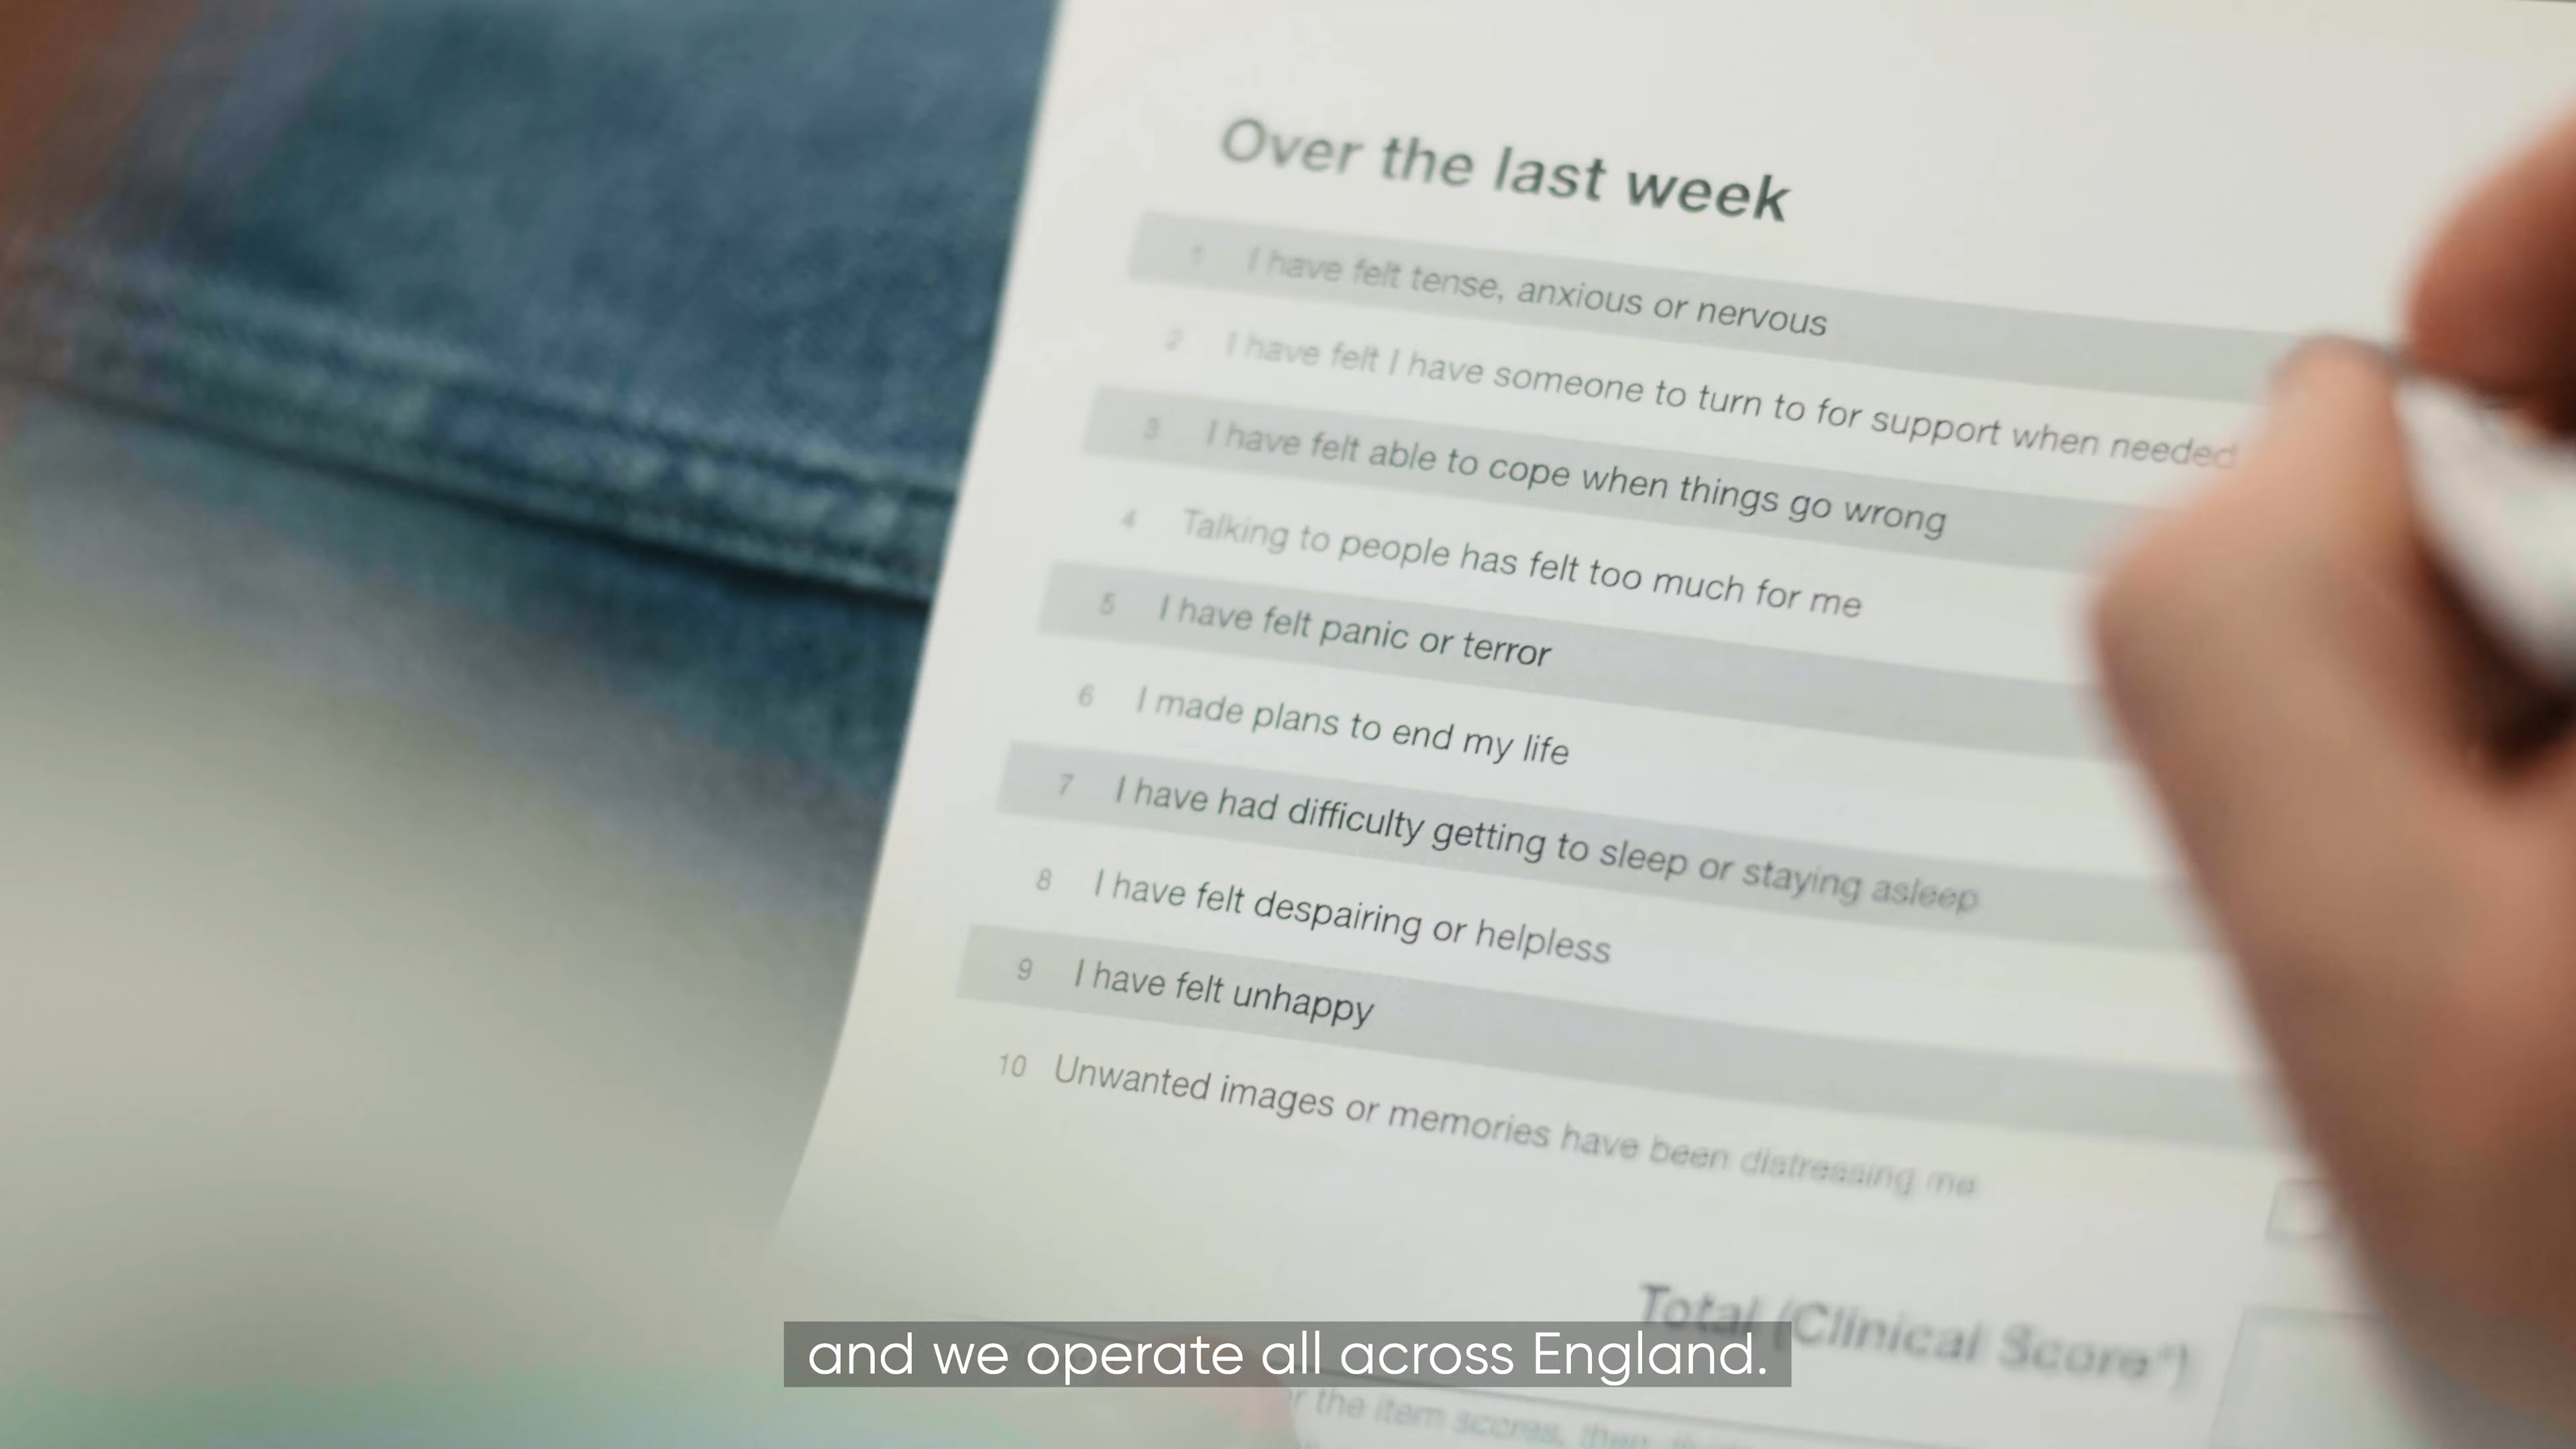 Over the last week
1 I have felt tense, anxious or nervous
2 I have felt I have someone to turn to for support when needed
3 I have felt able to cope when things go wrong
4 Talking to people has felt too much for me
5 I have felt panic or terror
6 I made plans to end my life
7 I have had difficulty getting to sleep or staying asleep
8 I have felt despairing or helpless
9 I have felt unhappy
10 Unwanted images or memories have been distressing me
Total (Clinical Score*)
and we operate all across England.
the item scores, then